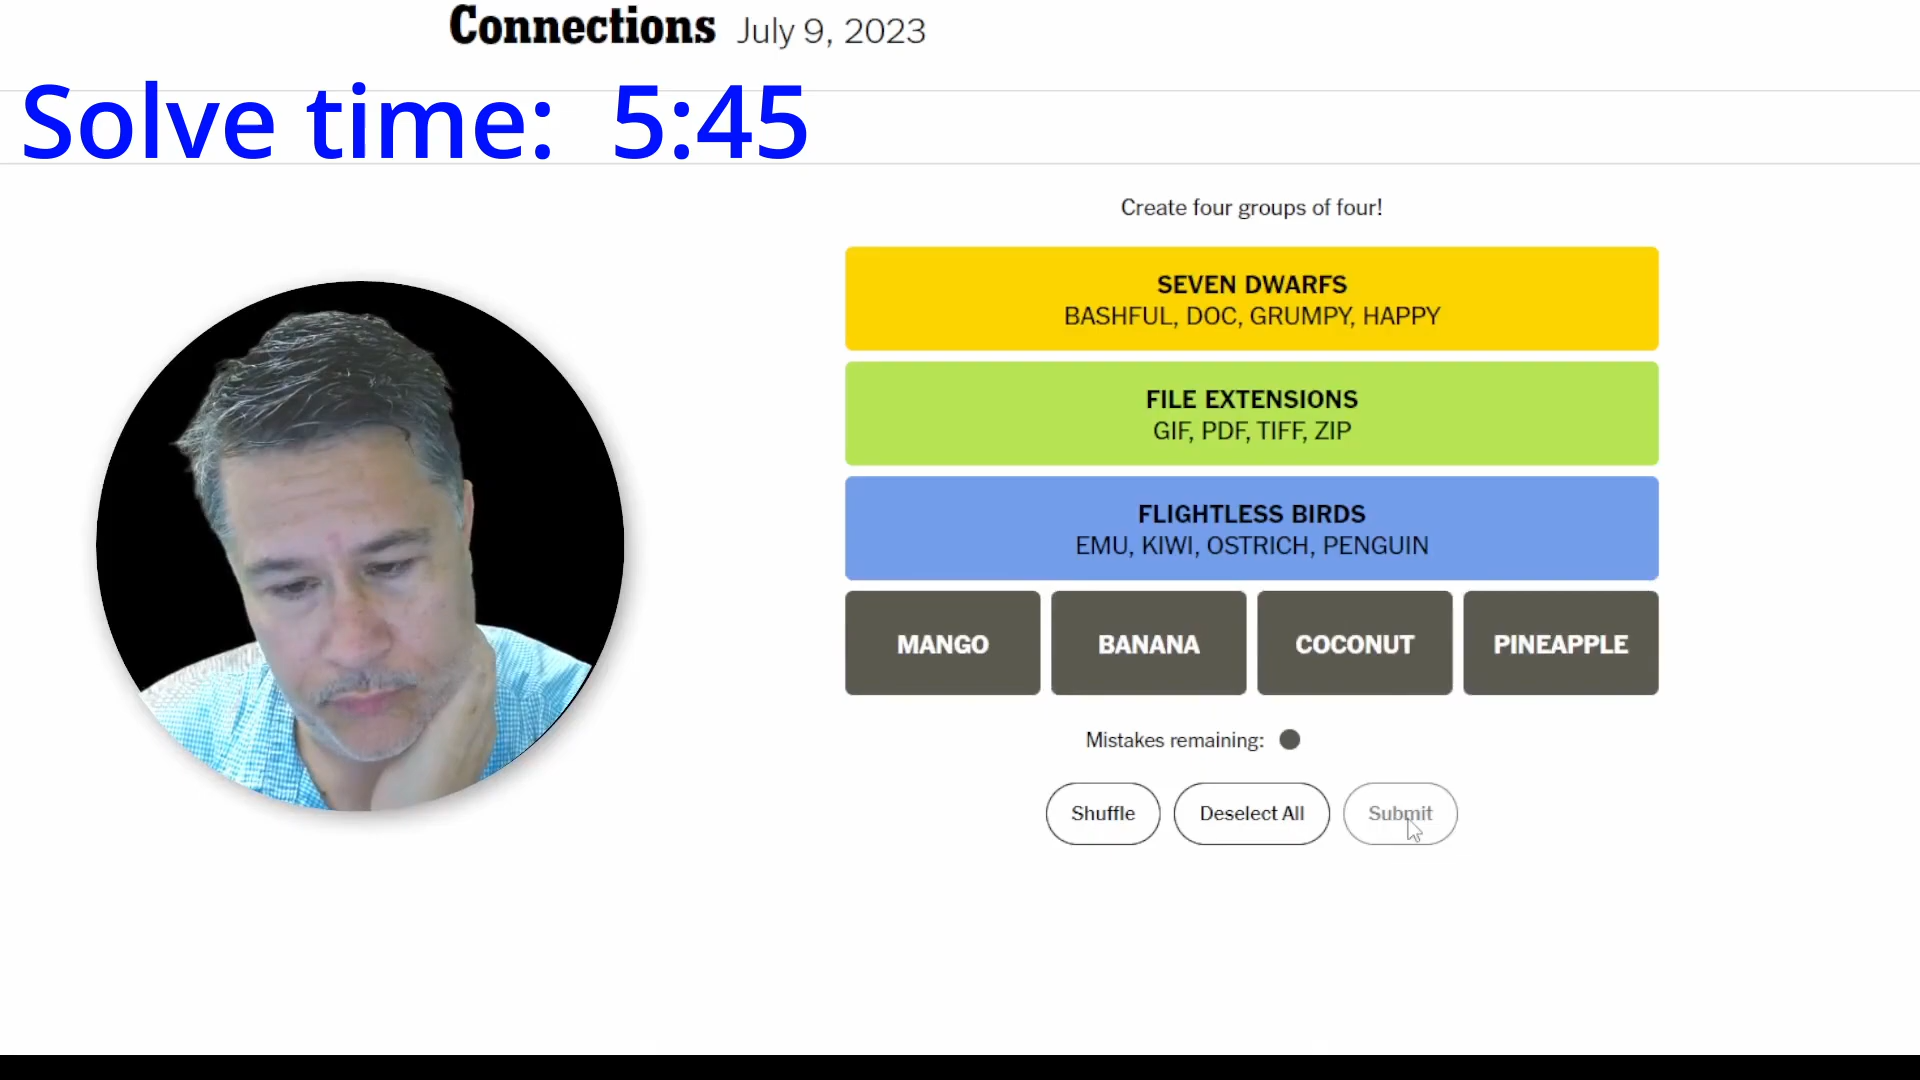 Connections July 9, 2023
Solve time: 5:45
Create four groups of four!
SEVEN DWARFS
BASHFUL, DOC, GRUMPY, HAPPY
FILE EXTENSIONS
GIF, PDF, TIFF, ZIP
FLIGHTLESS BIRDS
EMU, KIWI, OSTRICH, PENGUIN
MANGO BANANA COCONUT PINEAPPLE
Mistakes remaining:
Shuffle Deselect All Submit